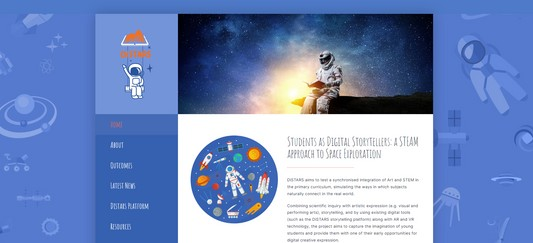 HOME
ABOUT
OUTCOMES
LATEST NEWS
DISTARS PLATFORM
RESOURCES
STUDENTS AS DIGITAL STORYTELLERS: A STEAM
APPROACH TO SPACE EXPLORATION
DiSTARS aims to test a synchronised integration of Art and STEM in
the primary curriculum, simulating the ways in which subjects
naturally connect in the real world.
Combining scientific inquiry with artistic expression (e.g. visual and
performing arts), storytelling, and by using existing digital tools
(such as the DiSTARS storytelling platform) along with AR and VR
technology, the project aims to capture the imagination of young
students and provide them with one of their early opportunities for
digital creative expression.